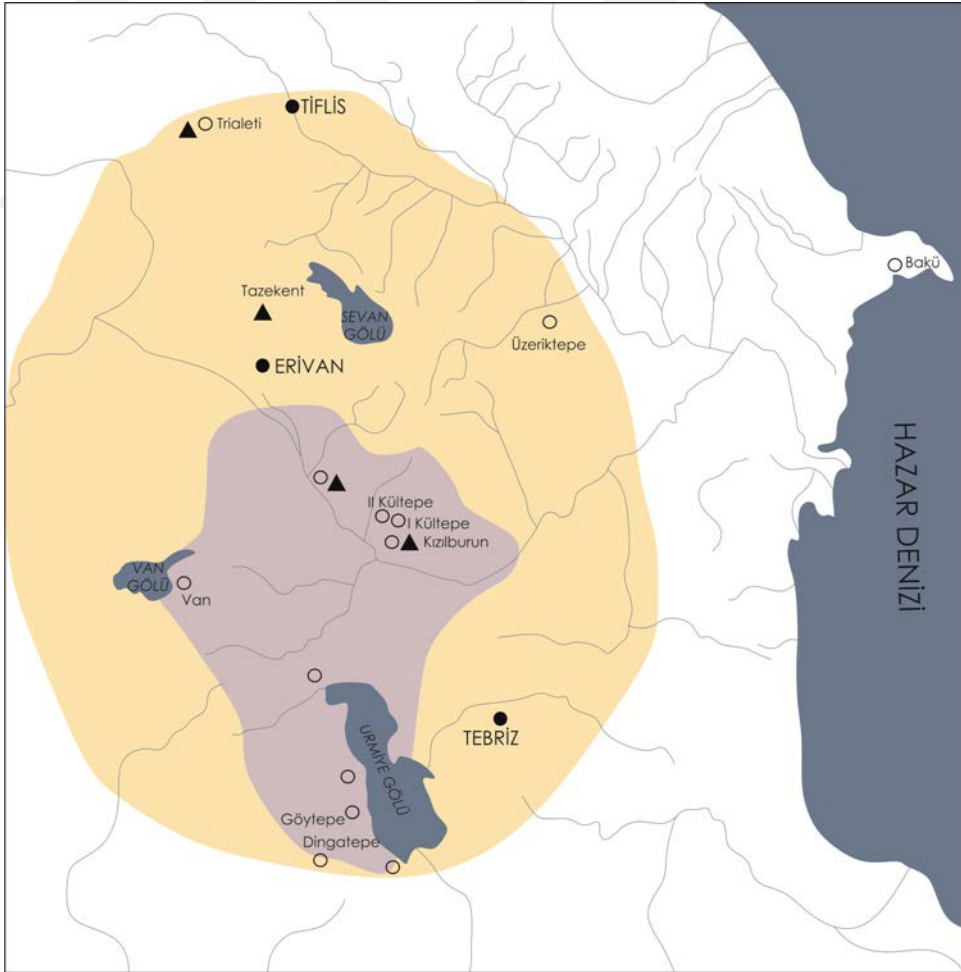 TİFLİS
Trialeti
Bakü
Tazekent
SEVAN
GÖLÜ
Üzeriktepe
ERİVAN
HAZAR DENİZİ
II Kültepe
I Kültepe
Kızılburun
VAN
GÖLÜ
Van
URMİYE GÖLÜ
TEBRİZ
Göytepe
Dingatepe